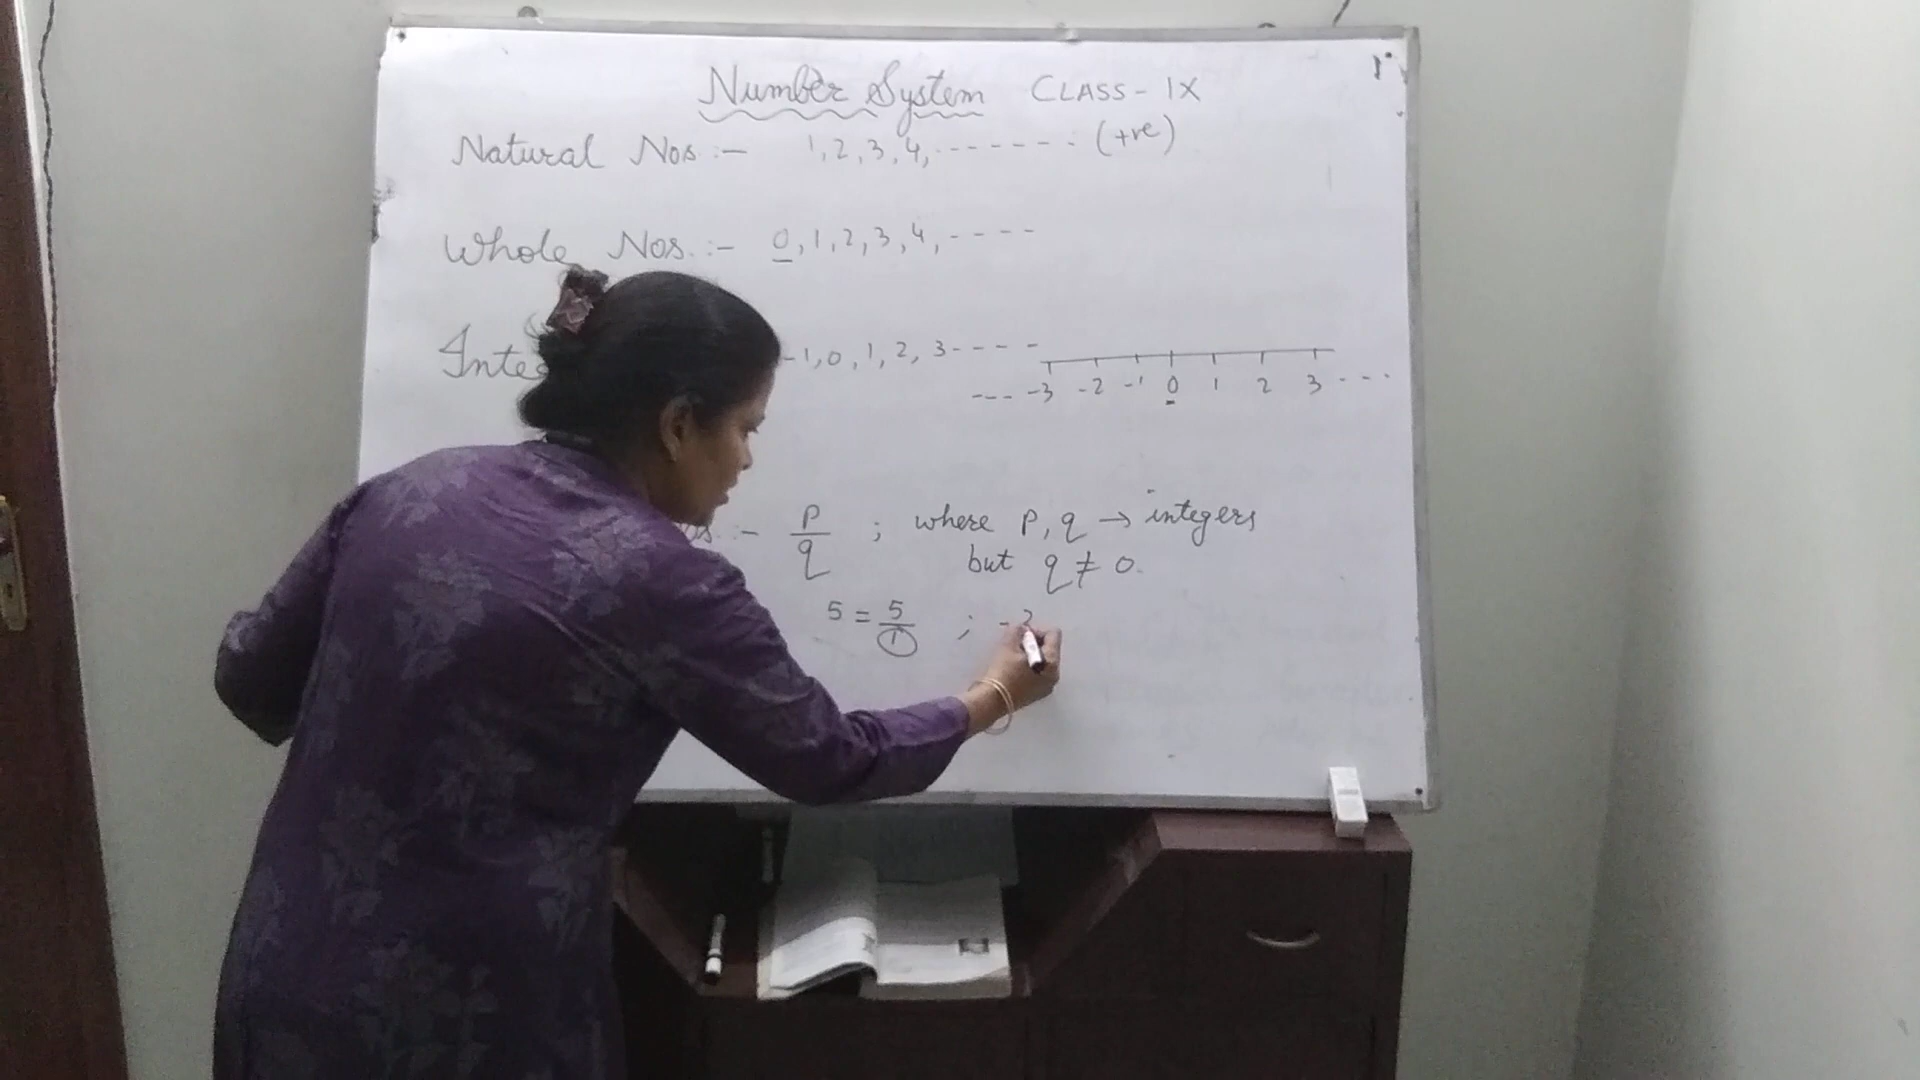 Number System CLASS - IX
Natural Nos :- 1, 2, 3, 4, - - - - - - - (+ve)
Whole Nos. :- 0, 1, 2, 3, 4, - - - -
-1, 0, 1, 2, 3 - - - -
--- -3 -2 -1 0 1 2 3 - - -
:- p/q ; where p, q → integers
but q ≠ 0.
5 = 5/1 ; -